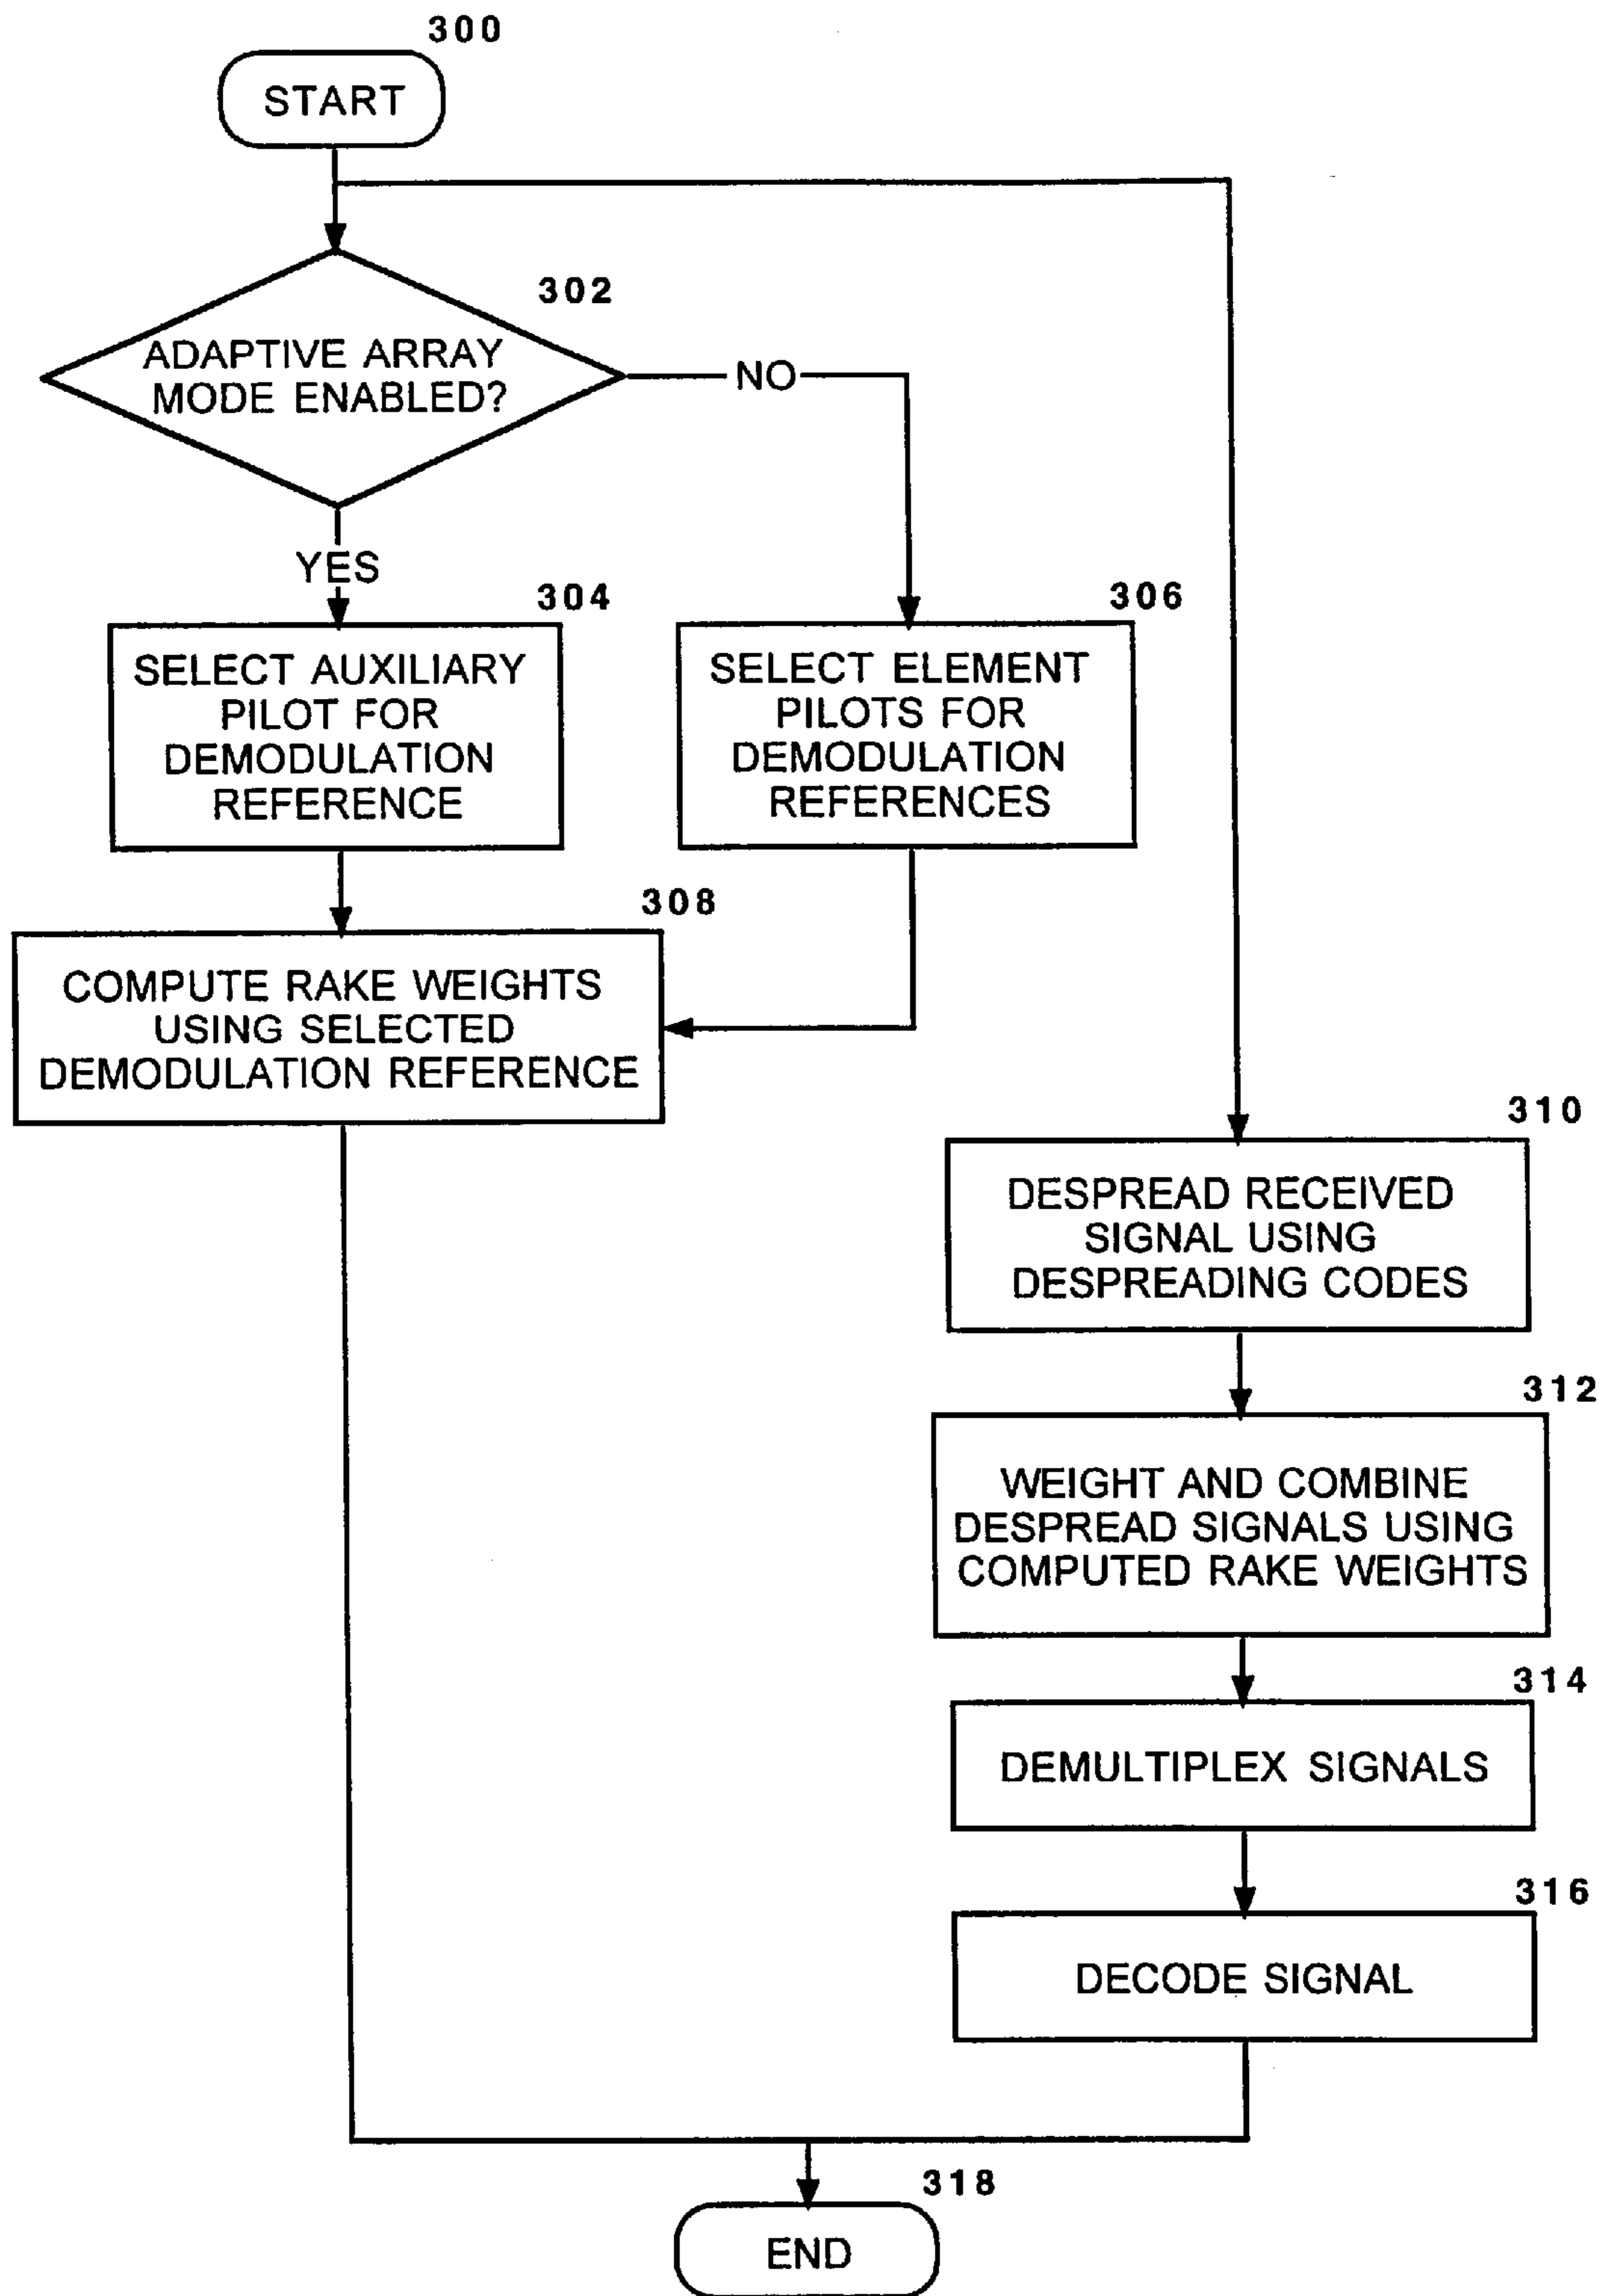 300
START
302
ADAPTIVE ARRAY
MODE ENABLED?
NO
YES
304
SELECT AUXILIARY
PILOT FOR
DEMODULATION
REFERENCE
306
SELECT ELEMENT
PILOTS FOR
DEMODULATION
REFERENCES
308
COMPUTE RAKE WEIGHTS
USING SELECTED
DEMODULATION REFERENCE
310
DESPREAD RECEIVED
SIGNAL USING
DESPREADING CODES
312
WEIGHT AND COMBINE
DESPREAD SIGNALS USING
COMPUTED RAKE WEIGHTS
314
DEMULTIPLEX SIGNALS
316
DECODE SIGNAL
318
END